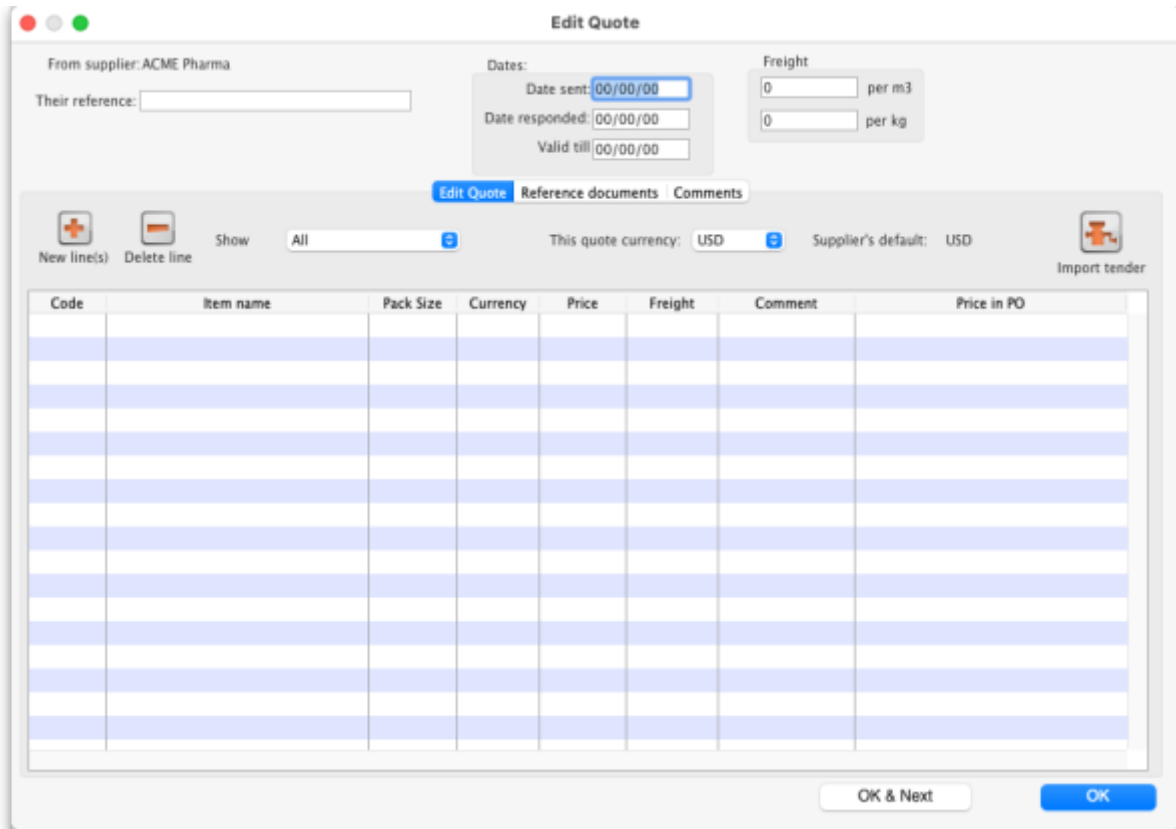 Edit Quote
From supplier: ACME Pharma
Their reference:
Dates:
Date sent: 00/00/00
Date responded: 00/00/00
Valid till 00/00/00
Freight
0 per m3
0 per kg
Edit Quote Reference documents Comments
New line(s) Delete line Show All This quote currency: USD Supplier's default: USD Import tender
Code Item name Pack Size Currency Price Freight Comment Price in PO
OK & Next OK